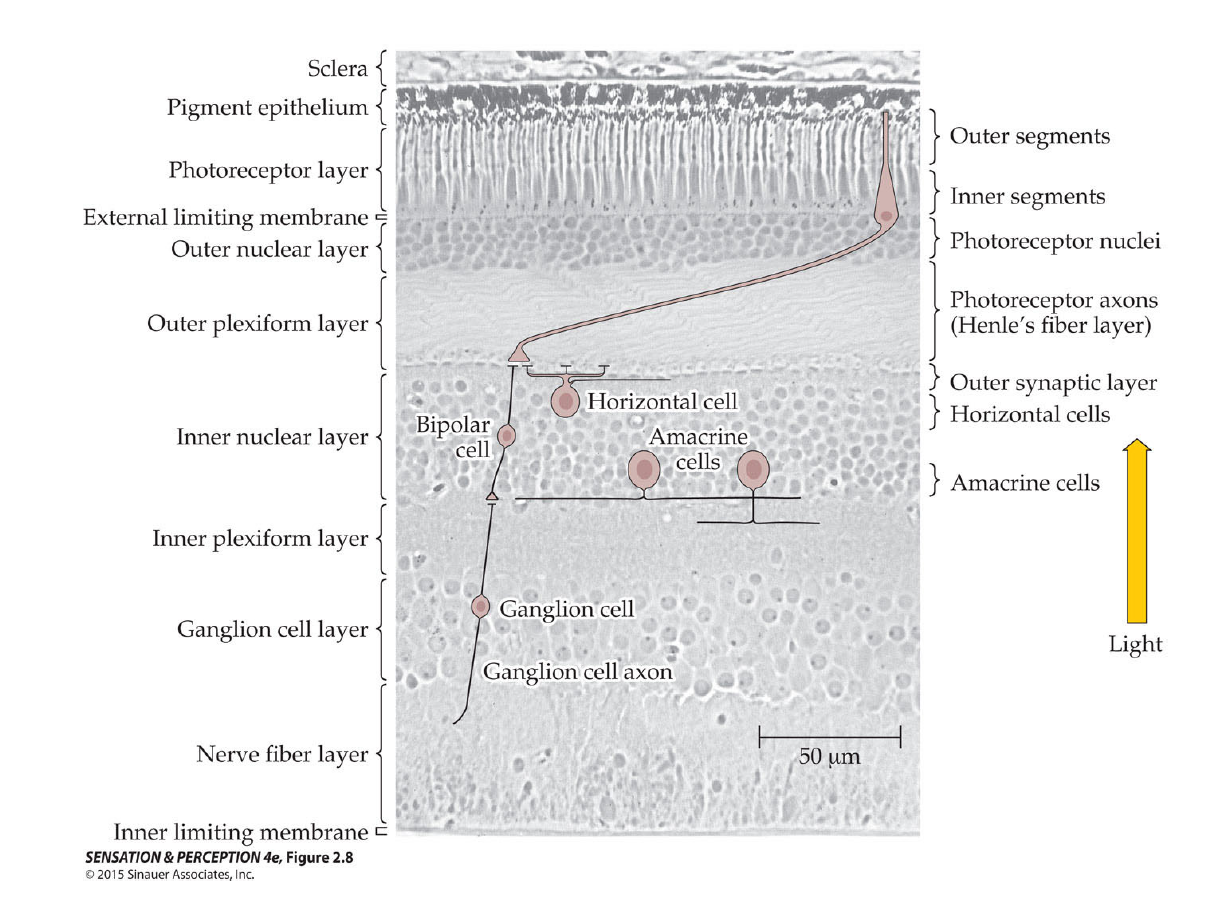 Sclera
Pigment epithelium
Photoreceptor layer
External limiting membrane
Outer nuclear layer
Outer plexiform layer
Inner nuclear layer
Inner plexiform layer
Ganglion cell layer
Nerve fiber layer
Inner limiting membrane
Horizontal cell
Bipolar
cell
Amacrine
cells
Ganglion cell
Ganglion cell axon
50 μm
Outer segments
Inner segments
Photoreceptor nuclei
Photoreceptor axons
(Henle’s fiber layer)
Outer synaptic layer
Horizontal cells
Amacrine cells
Light
SENSATION & PERCEPTION 4e, Figure 2.8
© 2015 Sinauer Associates, Inc.